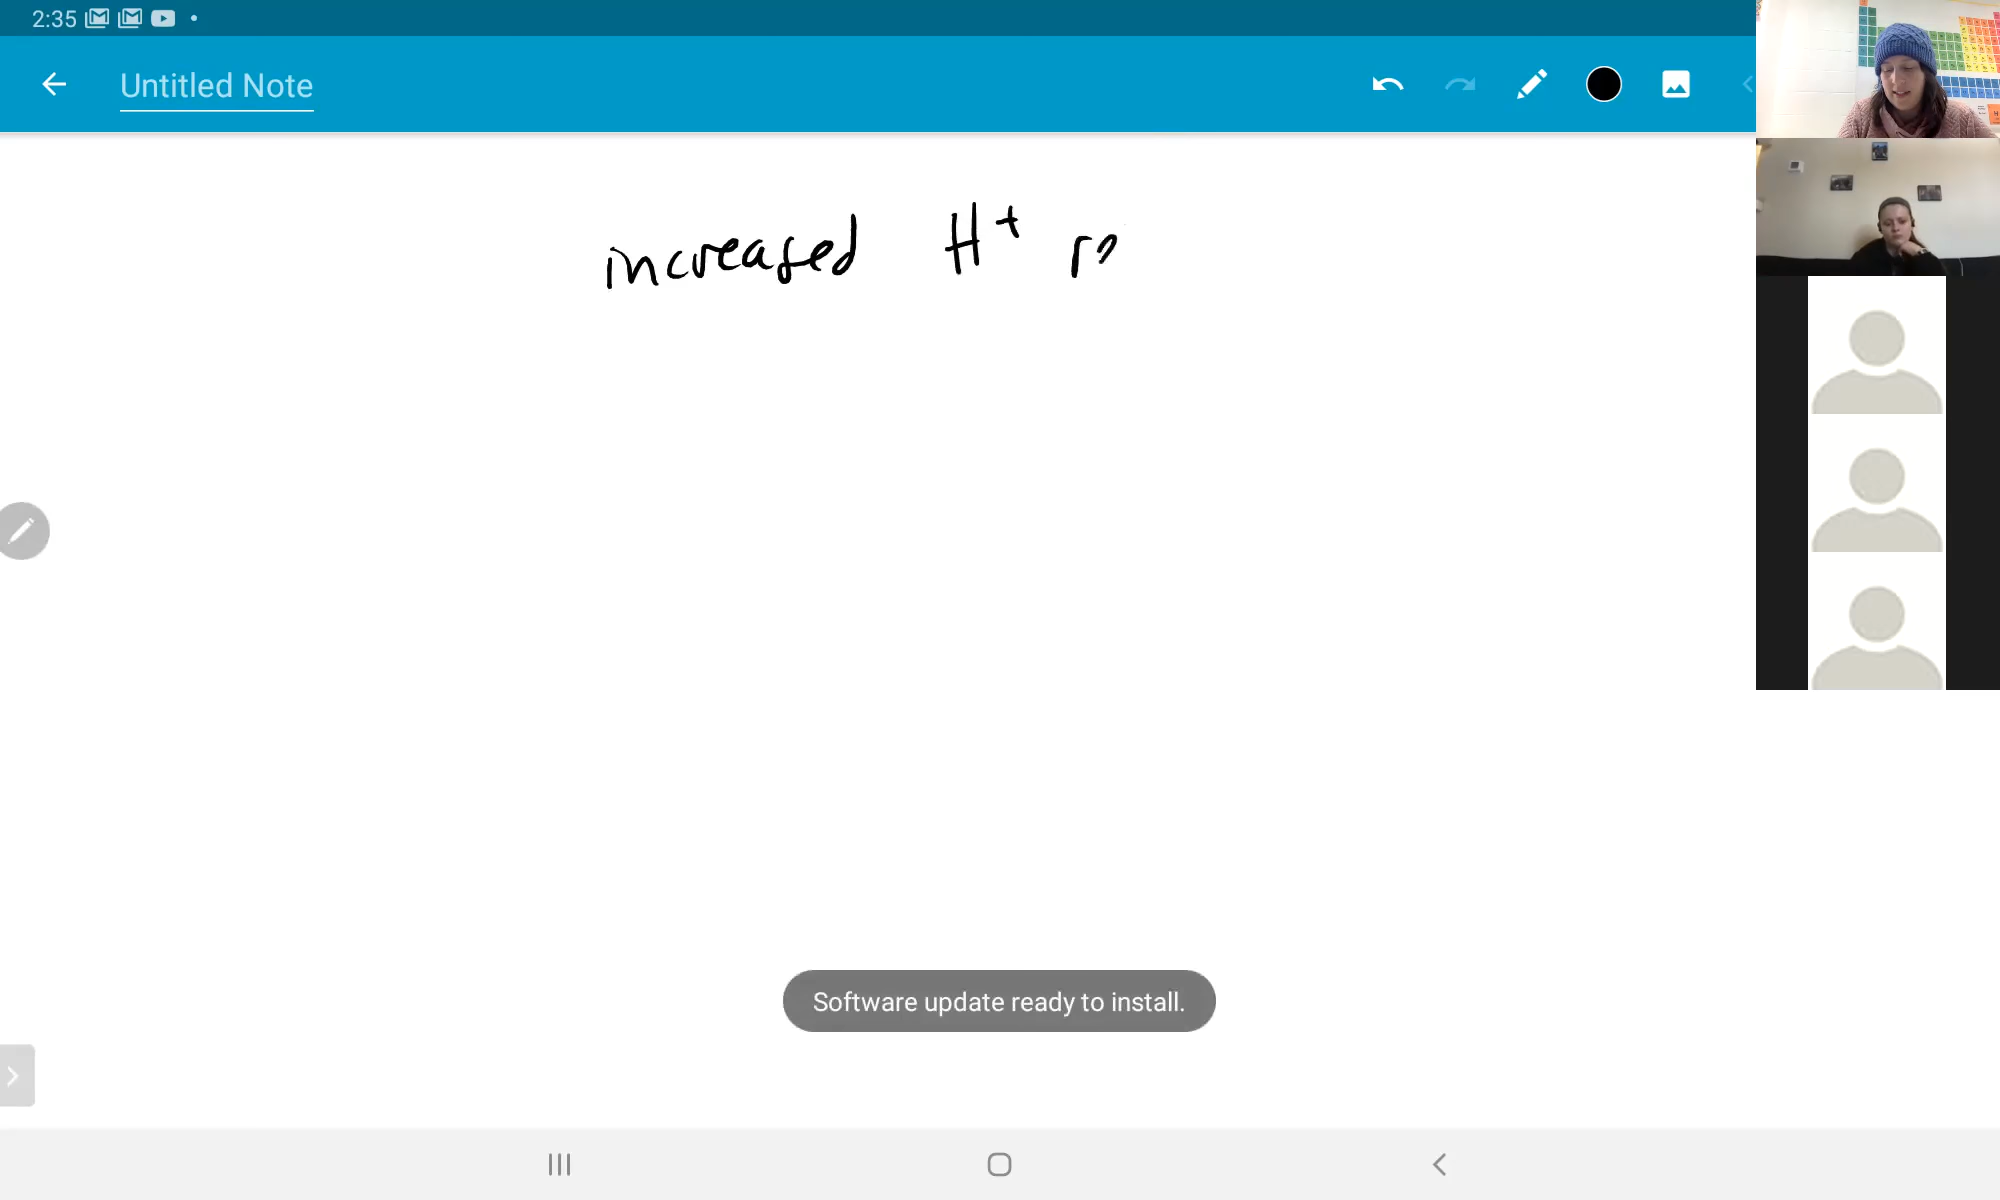 2:35
Untitled Note
increased H⁺
Software update ready to install.